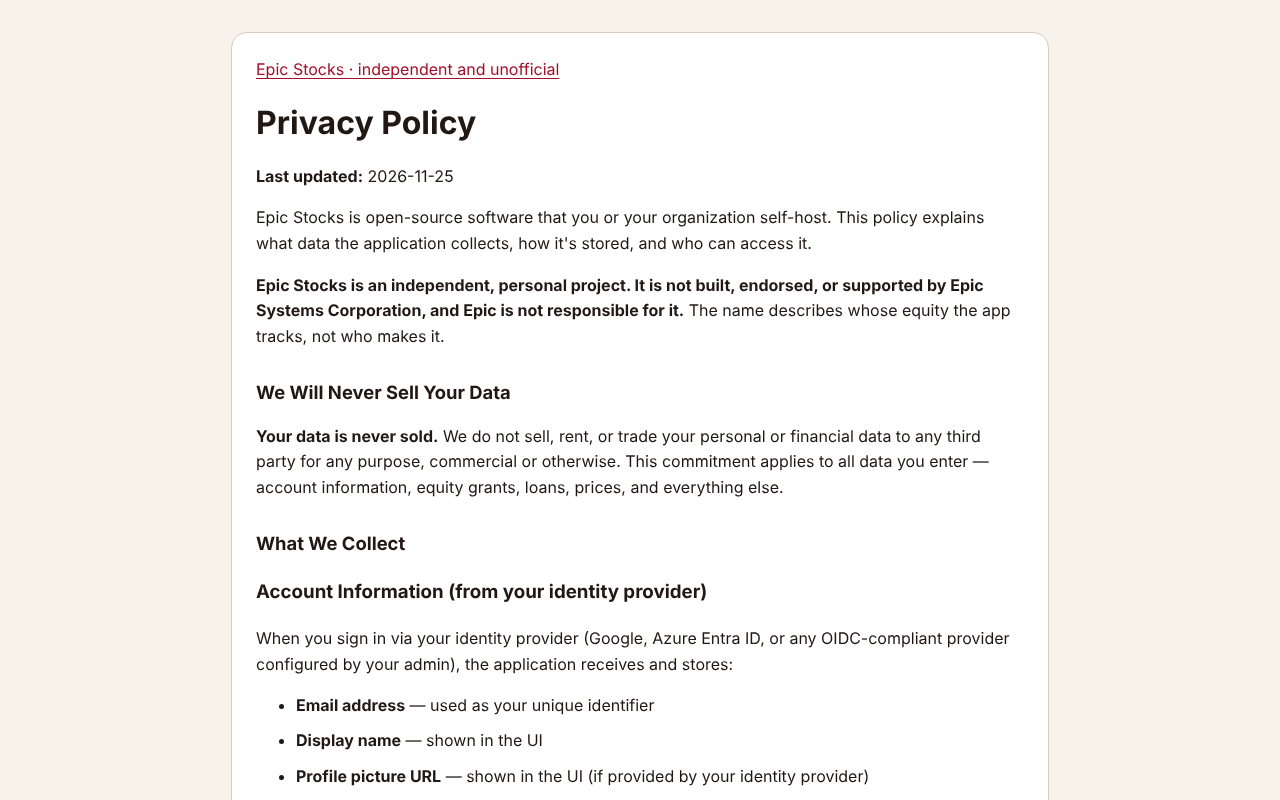 Epic Stocks · independent and unofficial
Privacy Policy
Last updated: 2026-11-25
Epic Stocks is open-source software that you or your organization self-host. This policy explains
what data the application collects, how it's stored, and who can access it.
Epic Stocks is an independent, personal project. It is not built, endorsed, or supported by Epic
Systems Corporation, and Epic is not responsible for it. The name describes whose equity the app
tracks, not who makes it.
We Will Never Sell Your Data
Your data is never sold. We do not sell, rent, or trade your personal or financial data to any third
party for any purpose, commercial or otherwise. This commitment applies to all data you enter —
account information, equity grants, loans, prices, and everything else.
What We Collect
Account Information (from your identity provider)
When you sign in via your identity provider (Google, Azure Entra ID, or any OIDC-compliant provider
configured by your admin), the application receives and stores:
• Email address — used as your unique identifier
• Display name — shown in the UI
• Profile picture URL — shown in the UI (if provided by your identity provider)